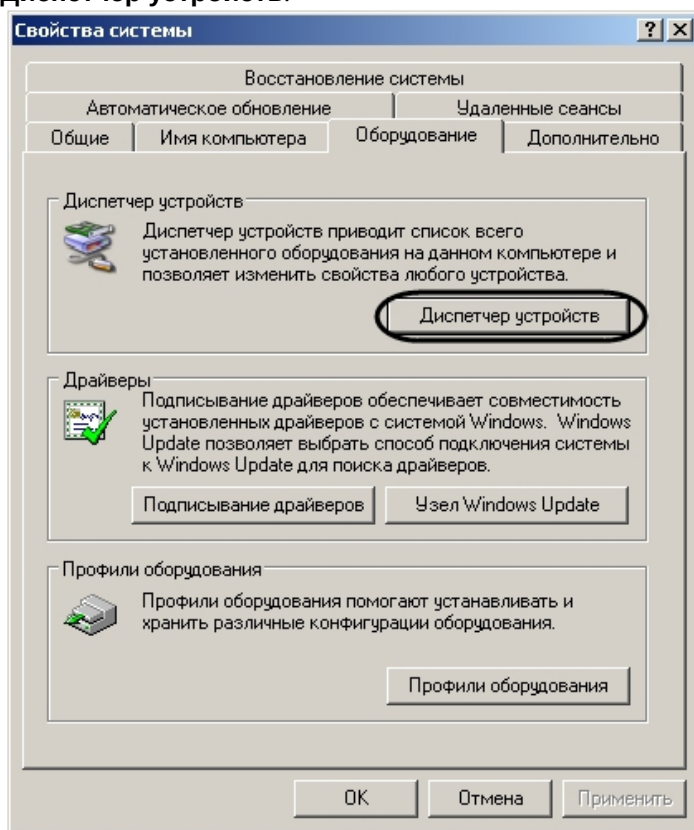 Диспетчер устройств.
Свойства системы
Восстановление системы
Автоматическое обновление Удаленные сеансы
Общие Имя компьютера Оборудование Дополнительно
Диспетчер устройств
Диспетчер устройств приводит список всего
установленного оборудования на данном компьютере и
позволяет изменить свойства любого устройства.
Диспетчер устройств
Драйверы
Подписывание драйверов обеспечивает совместимость
установленных драйверов с системой Windows. Windows
Update позволяет выбрать способ подключения системы
к Windows Update для поиска драйверов.
Подписывание драйверов Узел Windows Update
Профили оборудования
Профили оборудования помогают устанавливать и
хранить различные конфигурации оборудования.
Профили оборудования
OK Отмена Применить